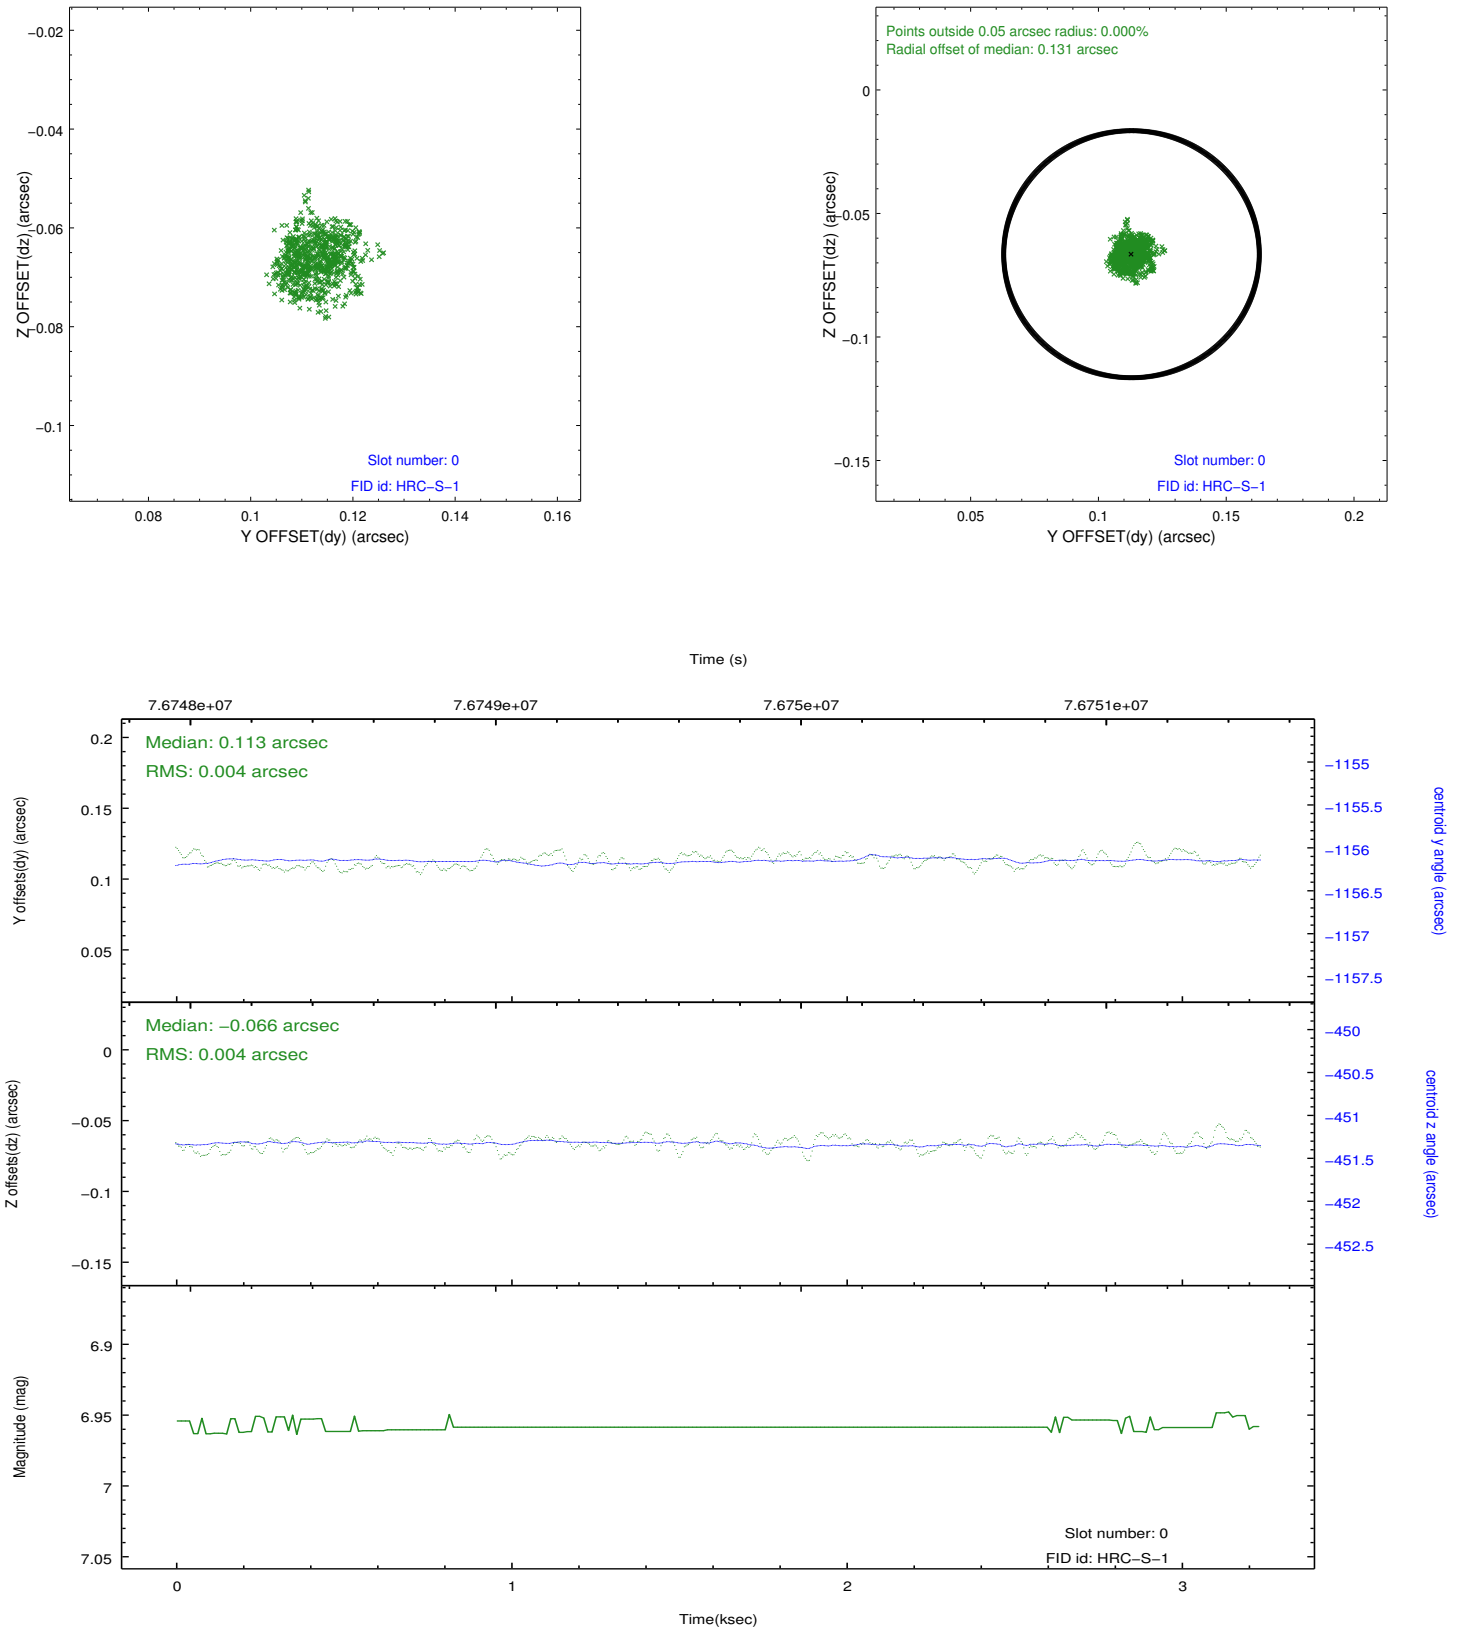 −0.02
−0.04
−0.06
−0.08
−0.1
Z OFFSET(dz) (arcsec)
Slot number: 0
FID id: HRC−S−1
0.08
0.1
0.12
0.14
0.16
Y OFFSET(dy) (arcsec)
Points outside 0.05 arcsec radius: 0.000%
Radial offset of median: 0.131 arcsec
0
−0.05
−0.1
−0.15
Z OFFSET(dz) (arcsec)
Slot number: 0
FID id: HRC−S−1
0.05
0.1
0.15
0.2
Y OFFSET(dy) (arcsec)
Time (s)
7.6748e+07
7.6749e+07
7.675e+07
7.6751e+07
Median: 0.113 arcsec
RMS: 0.004 arcsec
0.2
0.15
0.1
0.05
Y offsets(dy) (arcsec)
−1155
−1155.5
−1156
−1156.5
−1157
−1157.5
centroid y angle (arcsec)
Median: −0.066 arcsec
RMS: 0.004 arcsec
0
−0.05
−0.1
−0.15
Z offsets(dz) (arcsec)
−450
−450.5
−451
−451.5
−452
−452.5
centroid z angle (arcsec)
6.9
6.95
7
7.05
Magnitude (mag)
Slot number: 0
FID id: HRC−S−1
0
1
2
3
Time(ksec)